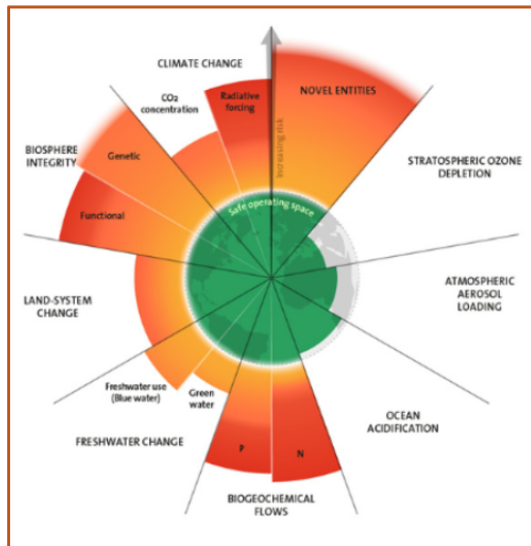 CLIMATE CHANGE
CO₂
concentration
Radiative
forcing
Increasing risk
NOVEL ENTITIES
STRATOSPHERIC OZONE
DEPLETION
ATMOSPHERIC
AEROSOL
LOADING
OCEAN
ACIDIFICATION
BIOGEOCHEMICAL
FLOWS
N
P
FRESHWATER CHANGE
Green
water
Freshwater use
(Blue water)
LAND-SYSTEM
CHANGE
BIOSPHERE
INTEGRITY
Functional
Genetic
Safe operating space